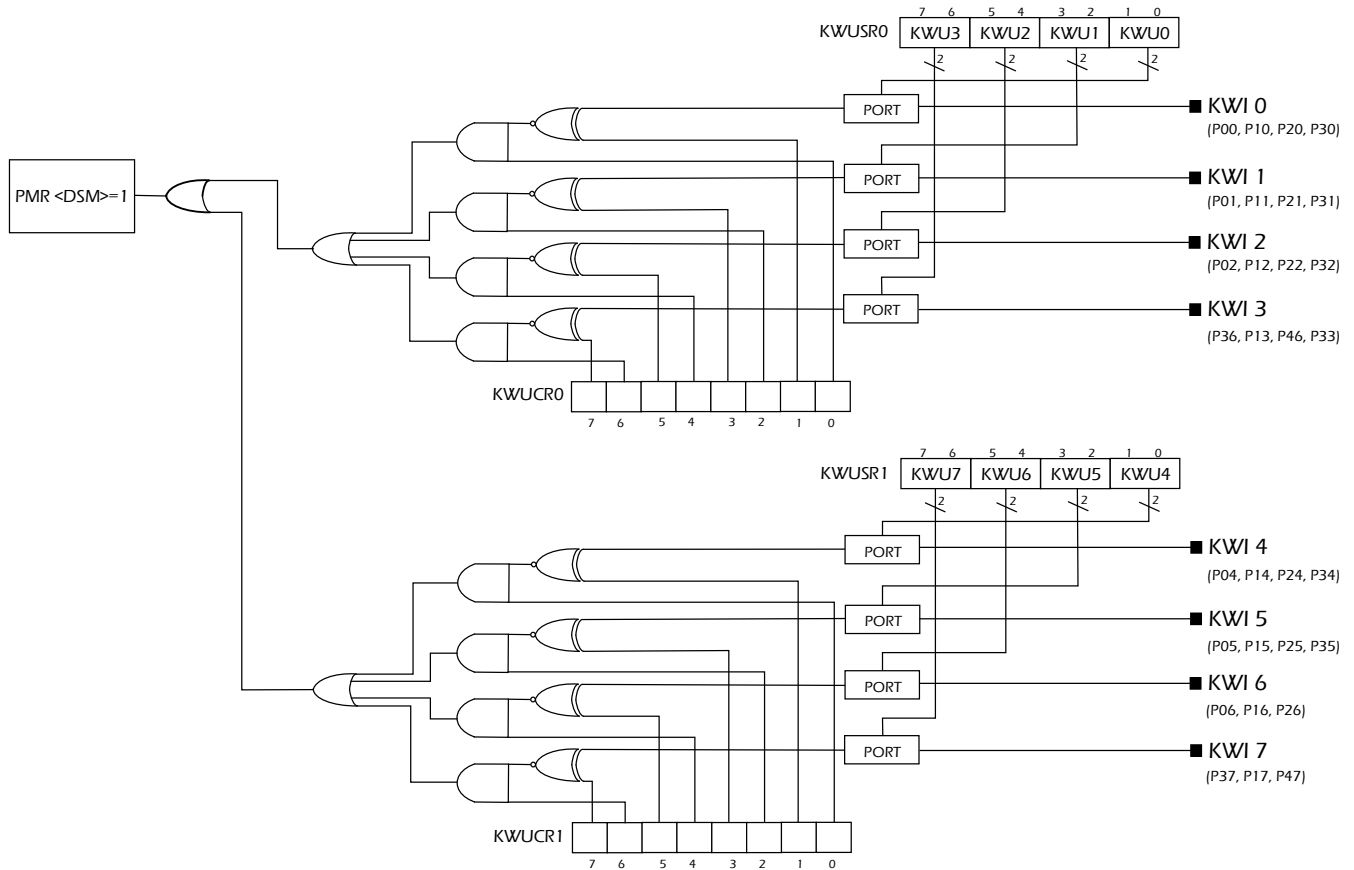 7 6 5 4 3 2 1 0
KWUSR0 KWU3 KWU2 KWU1 KWU0
2 2 2 2
PORT KWI 0
(P00, P10, P20, P30)
PORT KWI 1
(P01, P11, P21, P31)
PMR <DSM>=1
PORT KWI 2
(P02, P12, P22, P32)
PORT KWI 3
(P36, P13, P46, P33)
KWUCR0
7 6 5 4 3 2 1 0
7 6 5 4 3 2 1 0
KWUSR1 KWU7 KWU6 KWU5 KWU4
2 2 2 2
PORT KWI 4
(P04, P14, P24, P34)
PORT KWI 5
(P05, P15, P25, P35)
PORT KWI 6
(P06, P16, P26)
PORT KWI 7
(P37, P17, P47)
KWUCR1
7 6 5 4 3 2 1 0